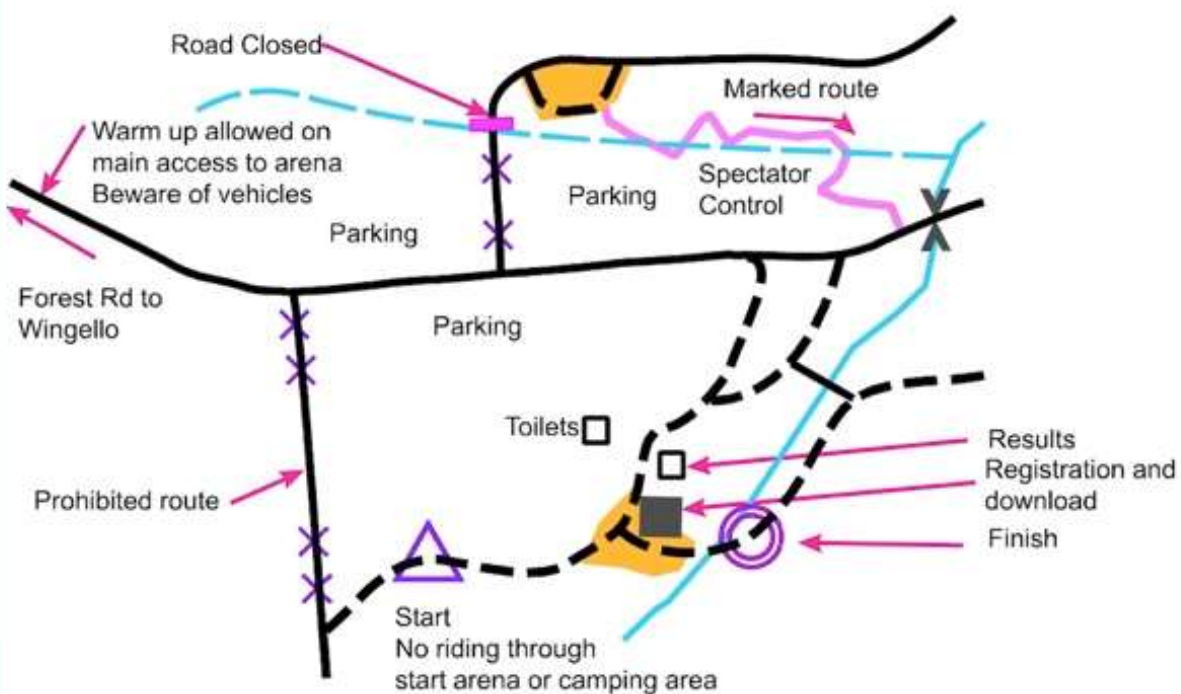 Road Closed
Marked route
Warm up allowed on
main access to arena
Beware of vehicles
Spectator
Control
Parking
Parking
Forest Rd to
Wingello
Parking
Toilets
Results
Registration and
download
Prohibited route
Finish
Start
No riding through
start arena or camping area